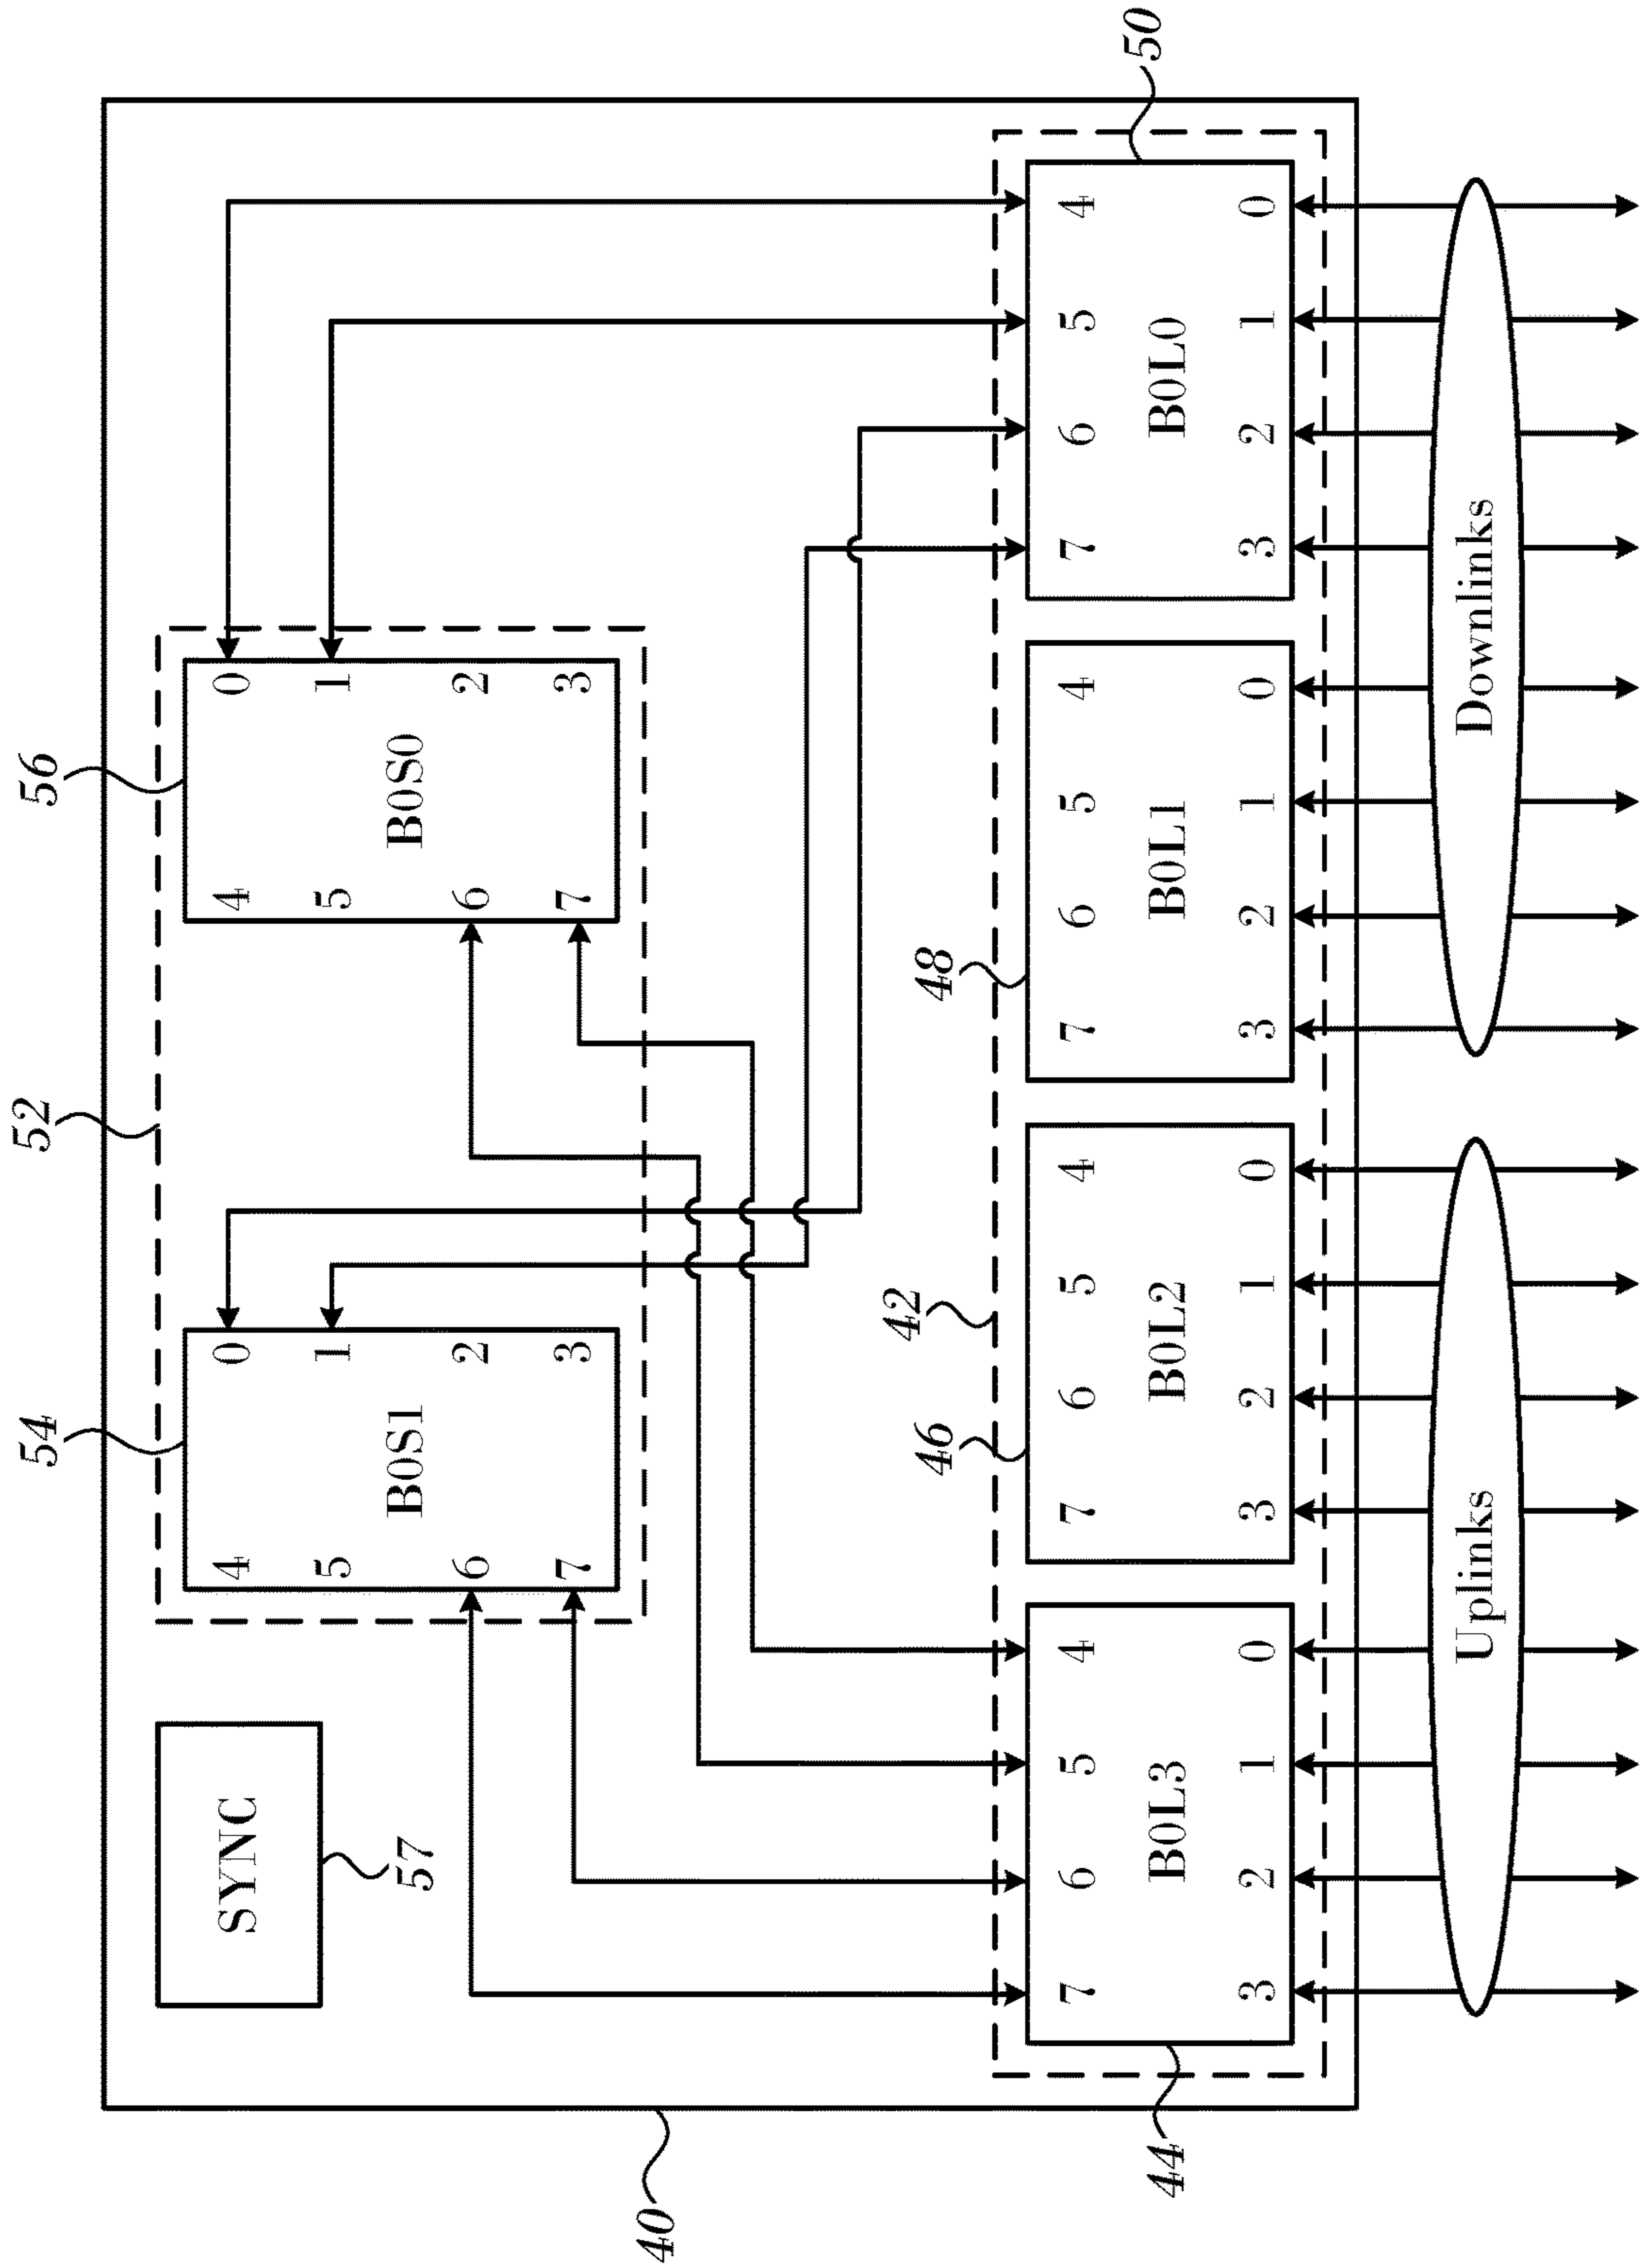 54 52 56
SYNC 4 0 4 0
5 1 5 1
57 B0S1 B0S0
6 2 6 2
7 3 7 3
40
42
46 48
7 6 5 4 7 6 5 4 7 6 5 4 7 6 5 4
50
44 B0L3 B0L2 B0L1 B0L0
3 2 1 0 3 2 1 0 3 2 1 0 3 2 1 0
Uplinks Downlinks